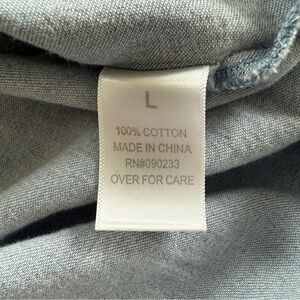 L
100% COTTON
MADE IN CHINA
RN#090233
OVER FOR CARE